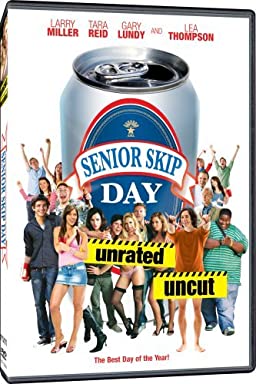 LARRY MILLER
TARA REID
GARY LUNDY
AND LEA THOMPSON
SENIOR SKIP
DAY
unrated
uncut
The Best Day of the Year!
SENIOR SKIP DAY